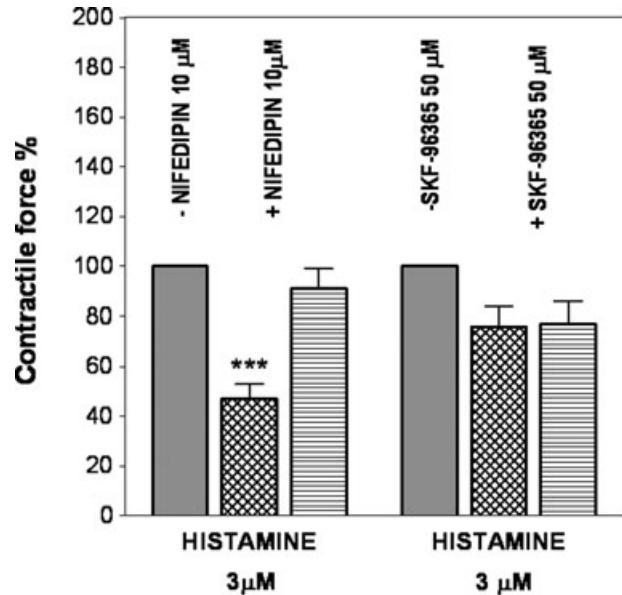 200
180
160
140
120
100
80
60
40
20
0
Contractile force %
- NIFEDIPIN 10 µM
+ NIFEDIPIN 10µM
-SKF-96365 50 µM
+ SKF-96365 50 µM
***
HISTAMINE
3µM
HISTAMINE
3 µM